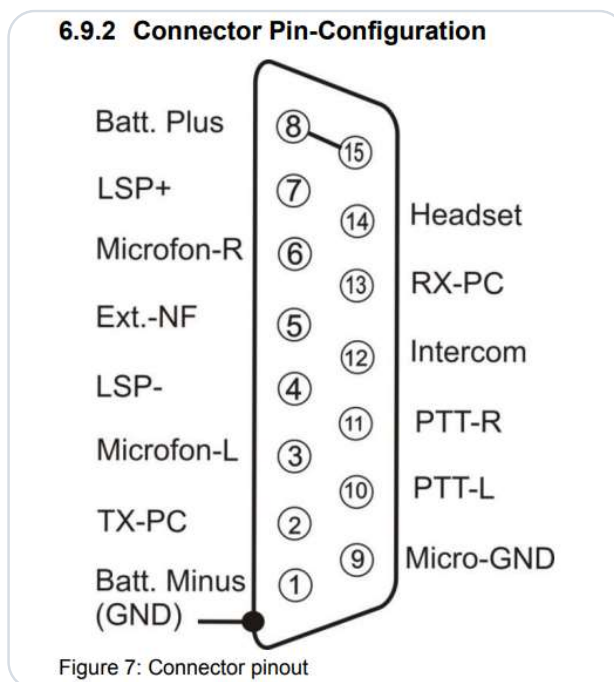 6.9.2 Connector Pin-Configuration
Batt. Plus
8
15
LSP+
7
14
Headset
Microfon-R
6
13
RX-PC
Ext.-NF
5
12
Intercom
LSP-
4
11
PTT-R
Microfon-L
3
10
PTT-L
TX-PC
2
9
Micro-GND
Batt. Minus
(GND)
1
Figure 7: Connector pinout